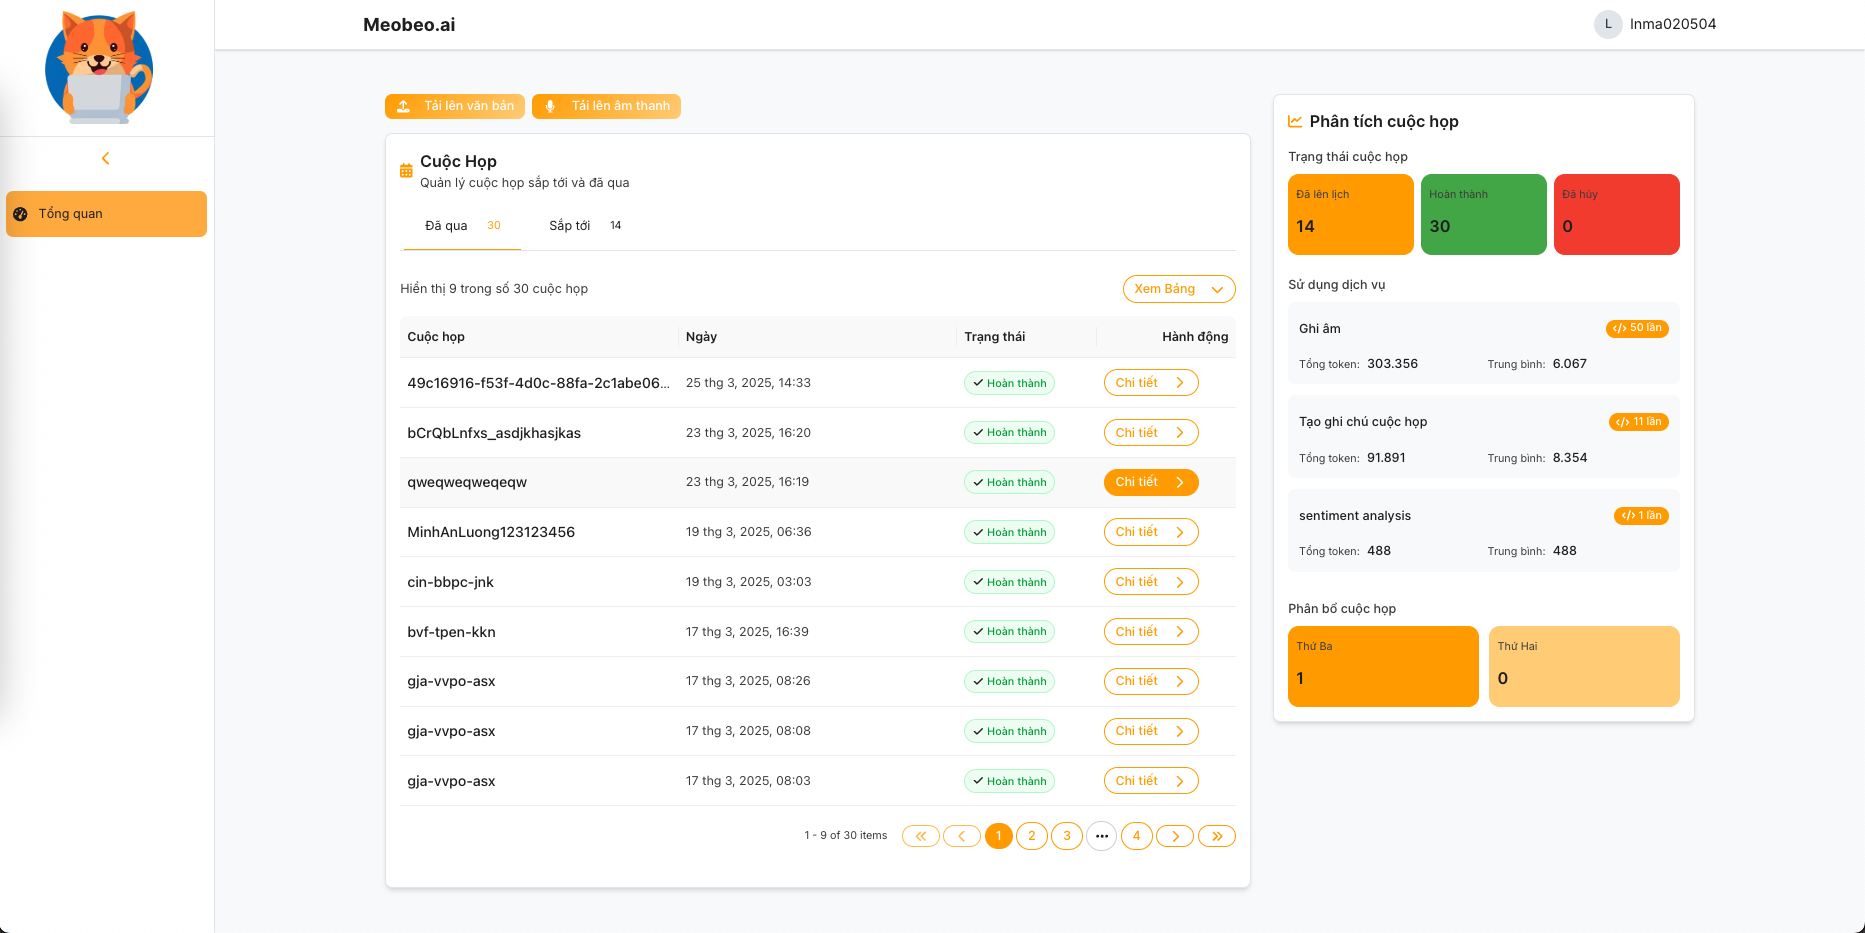 Meobeo.ai
L lnma020504
Tổng quan
Tải lên văn bản
Tải lên âm thanh
Cuộc Họp
Quản lý cuộc họp sắp tới và đã qua
Đã qua 30
Sắp tới 14
Hiển thị 9 trong số 30 cuộc họp
Xem Bảng
Cuộc họp Ngày Trạng thái Hành động
49c16916-f53f-4d0c-88fa-2c1abe06... 25 thg 3, 2025, 14:33 Hoàn thành Chi tiết
bCrQbLnfxs_asdjkhasjkas 23 thg 3, 2025, 16:20 Hoàn thành Chi tiết
qweqweqweqeqw 23 thg 3, 2025, 16:19 Hoàn thành Chi tiết
MinhAnLuong123123456 19 thg 3, 2025, 06:36 Hoàn thành Chi tiết
cin-bbpc-jnk 19 thg 3, 2025, 03:03 Hoàn thành Chi tiết
bvf-tpen-kkn 17 thg 3, 2025, 16:39 Hoàn thành Chi tiết
gja-vvpo-asx 17 thg 3, 2025, 08:26 Hoàn thành Chi tiết
gja-vvpo-asx 17 thg 3, 2025, 08:08 Hoàn thành Chi tiết
gja-vvpo-asx 17 thg 3, 2025, 08:03 Hoàn thành Chi tiết
1 - 9 of 30 items 1 2 3 ••• 4
Phân tích cuộc họp
Trạng thái cuộc họp
Đã lên lịch Hoàn thành Đã hủy
14 30 0
Sử dụng dịch vụ
Ghi âm 50 lần
Tổng token: 303.356 Trung bình: 6.067
Tạo ghi chú cuộc họp 11 lần
Tổng token: 91.891 Trung bình: 8.354
sentiment analysis 1 lần
Tổng token: 488 Trung bình: 488
Phân bố cuộc họp
Thứ Ba Thứ Hai
1 0